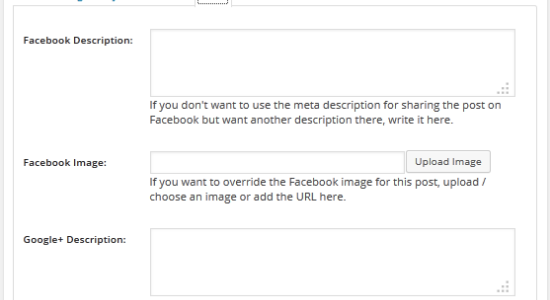 Facebook Description:
If you don't want to use the meta description for sharing the post on
Facebook but want another description there, write it here.
Facebook Image:
Upload Image
If you want to override the Facebook image for this post, upload /
choose an image or add the URL here.
Google+ Description: